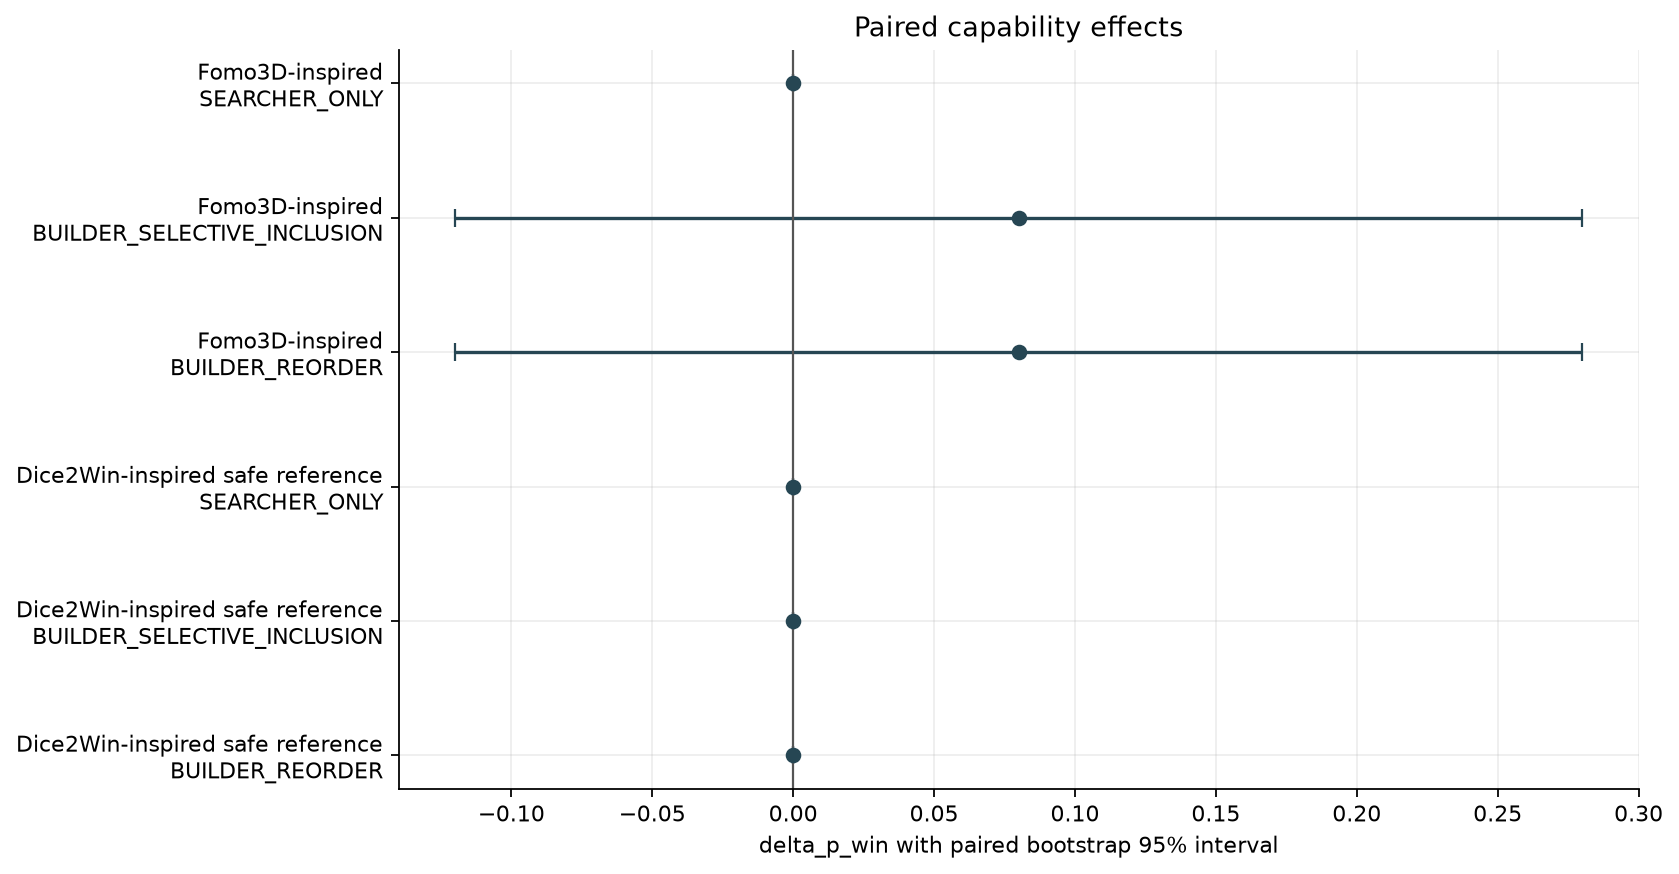 Paired capability effects
Fomo3D-inspired
SEARCHER_ONLY
Fomo3D-inspired
BUILDER_SELECTIVE_INCLUSION
Fomo3D-inspired
BUILDER_REORDER
Dice2Win-inspired safe reference
SEARCHER_ONLY
Dice2Win-inspired safe reference
BUILDER_SELECTIVE_INCLUSION
Dice2Win-inspired safe reference
BUILDER_REORDER
−0.10 −0.05 0.00 0.05 0.10 0.15 0.20 0.25 0.30
delta_p_win with paired bootstrap 95% interval